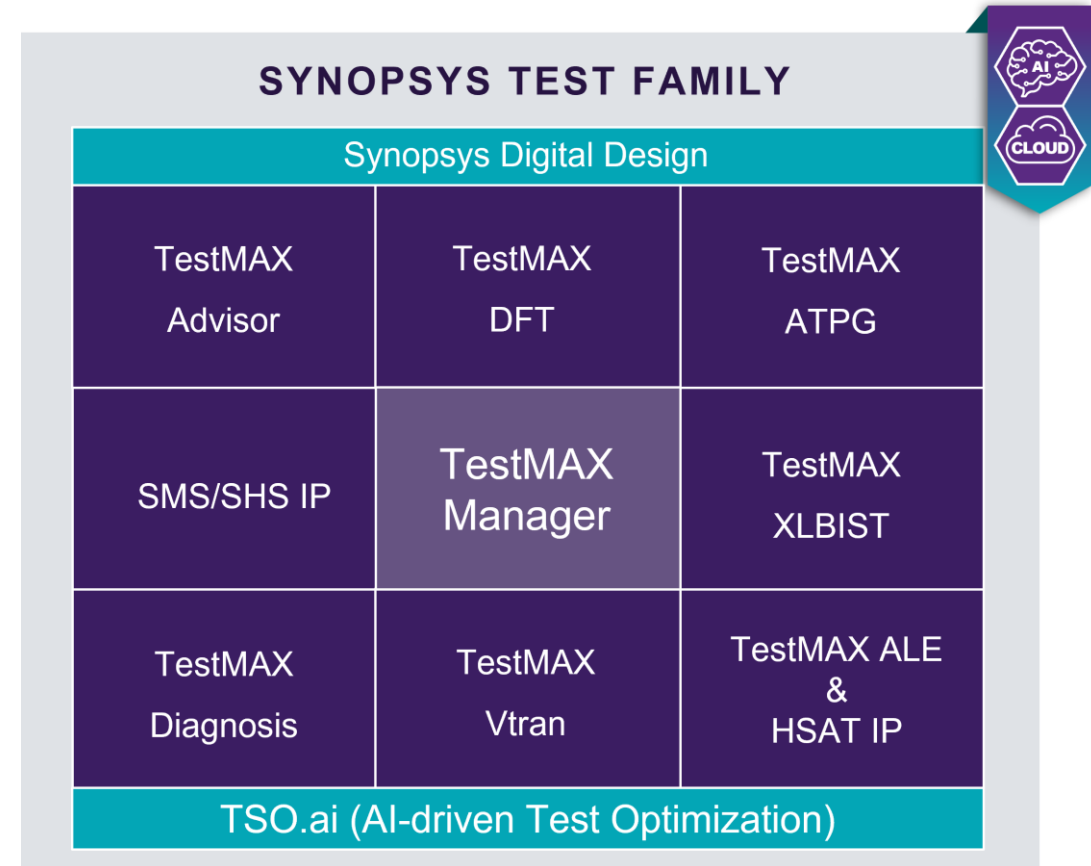 SYNOPSYS TEST FAMILY
AI
CLOUD
Synopsys Digital Design
TestMAX
Advisor
TestMAX
DFT
TestMAX
ATPG
SMS/SHS IP
TestMAX
Manager
TestMAX
XLBIST
TestMAX
Diagnosis
TestMAX
Vtran
TestMAX ALE
&
HSAT IP
TSO.ai (AI-driven Test Optimization)